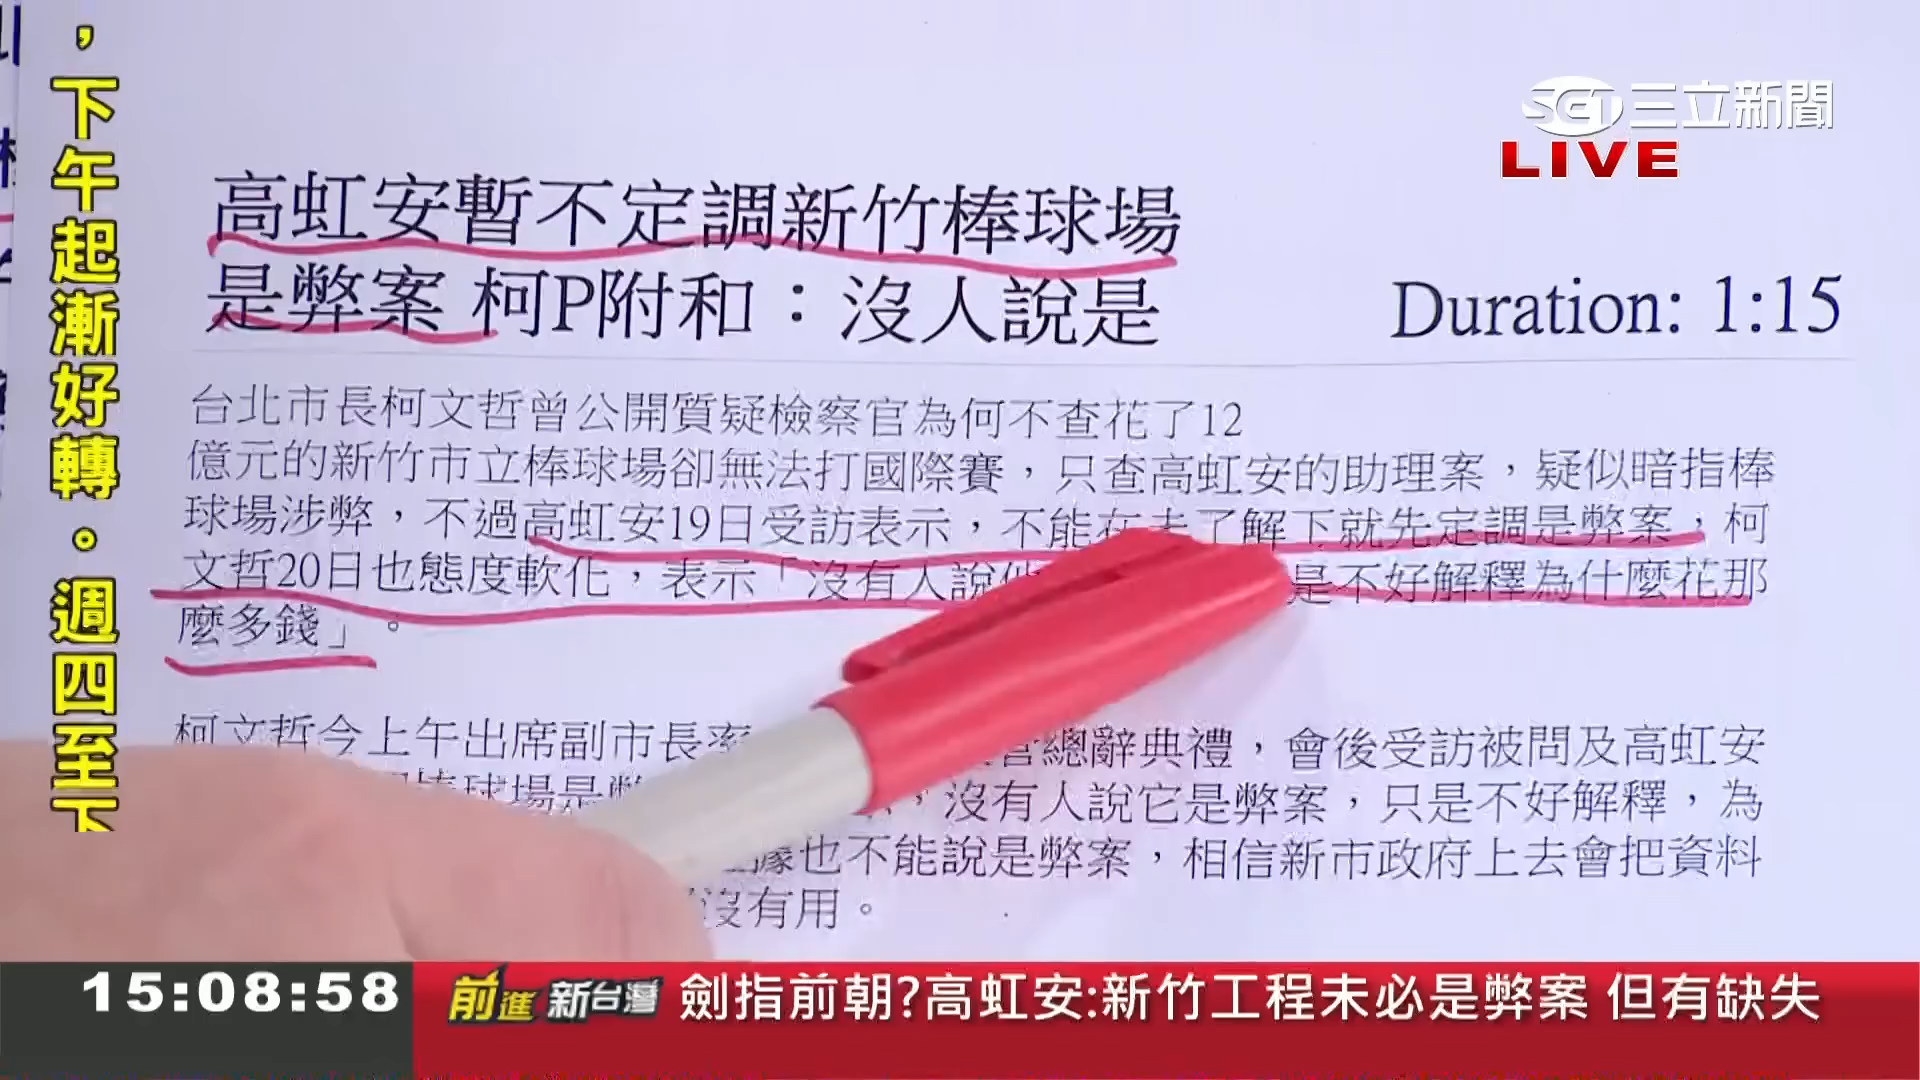 ，下午起漸好轉。週四至下
SET三立新聞
LIVE
高虹安暫不定調新竹棒球場
是弊案 柯P附和：沒人說是
Duration: 1:15
台北市長柯文哲曾公開質疑檢察官為何不查花了12
億元的新竹市立棒球場卻無法打國際賽，只查高虹安的助理案，疑似暗指棒
球場涉弊，不過高虹安19日受訪表示，不能在未了解下就先定調是弊案，柯
文哲20日也態度軟化，表示「沒有人說他 是不好解釋為什麼花那
麼多錢」。
柯文哲今上午出席副市長 總辭典禮，會後受訪被問及高虹安
棒球場是弊 ，沒有人說它是弊案，只是不好解釋，為
據也不能說是弊案，相信新市政府上去會把資料
沒有用。
15:08:58
前進新台灣
劍指前朝?高虹安:新竹工程未必是弊案 但有缺失